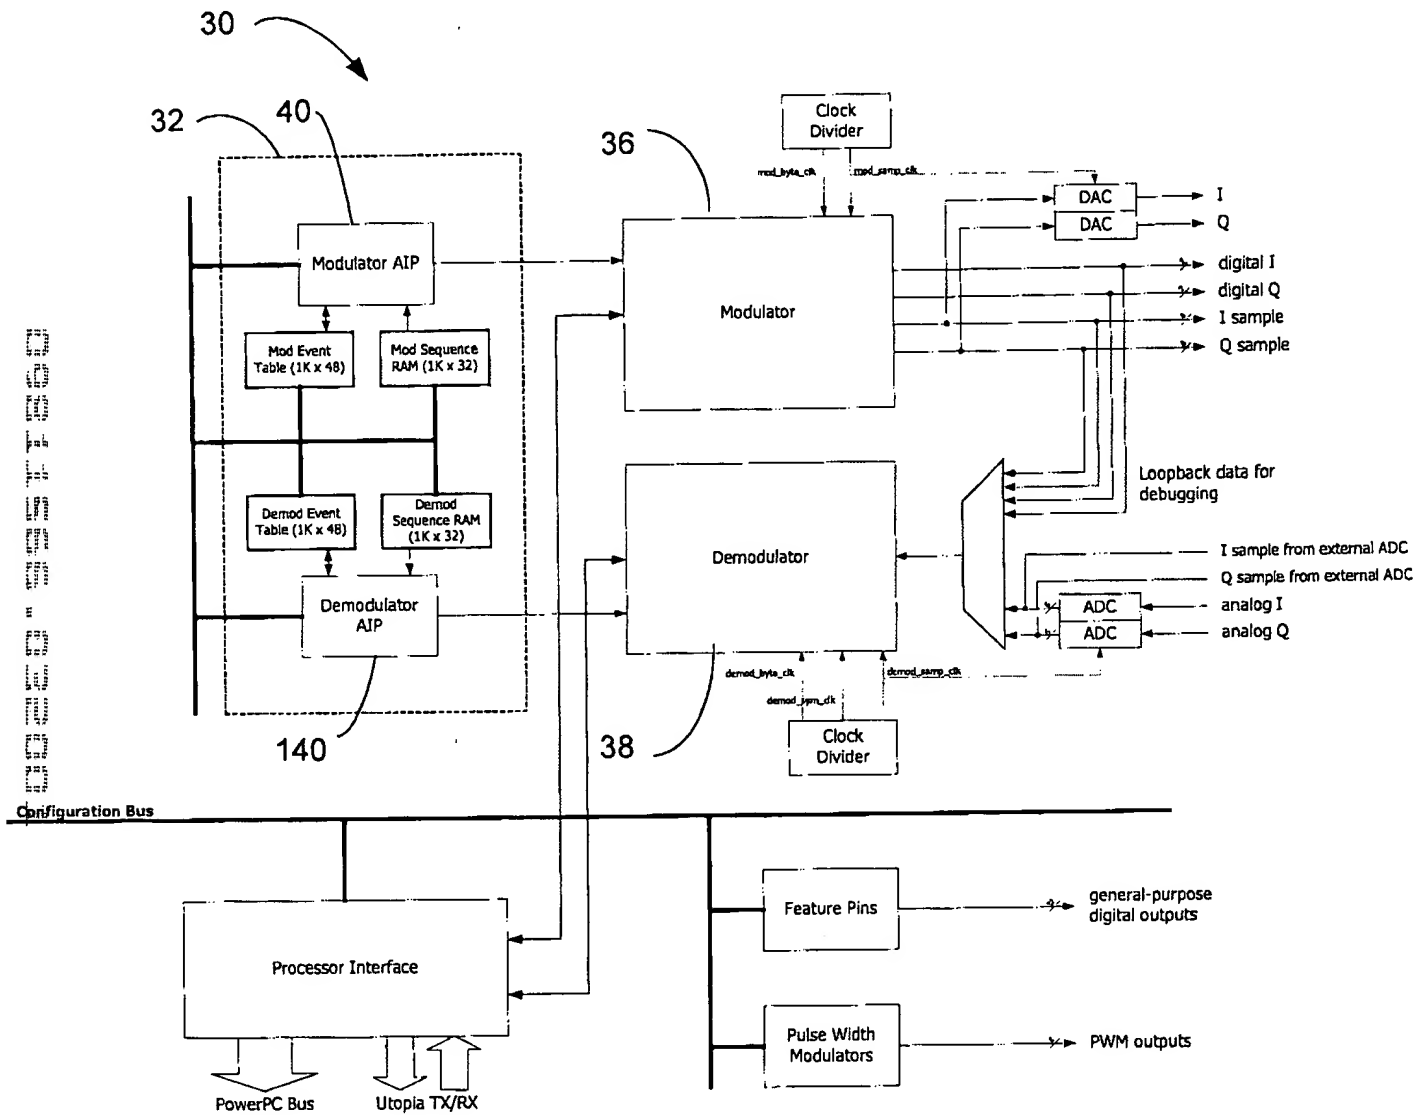 30
32
40
36
Clock
Divider
mod_byte_clk
mod_samp_clk
DAC
I
DAC
Q
Modulator AIP
Modulator
digital I
digital Q
I sample
Q sample
Mod Event
Table (1K x 48)
Mod Sequence
RAM (1K x 32)
Loopback data for
debugging
Demod Event
Table (1K x 48)
Demod
Sequence RAM
(1K x 32)
Demodulator
I sample from external ADC
Q sample from external ADC
Demodulator
AIP
ADC
analog I
ADC
analog Q
demod_byte_clk
demod_samp_clk
demod_sym_clk
140
38
Clock
Divider
Configuration Bus
Feature Pins
general-purpose
digital outputs
Processor Interface
Pulse Width
Modulators
PWM outputs
PowerPC Bus
Utopia TX/RX